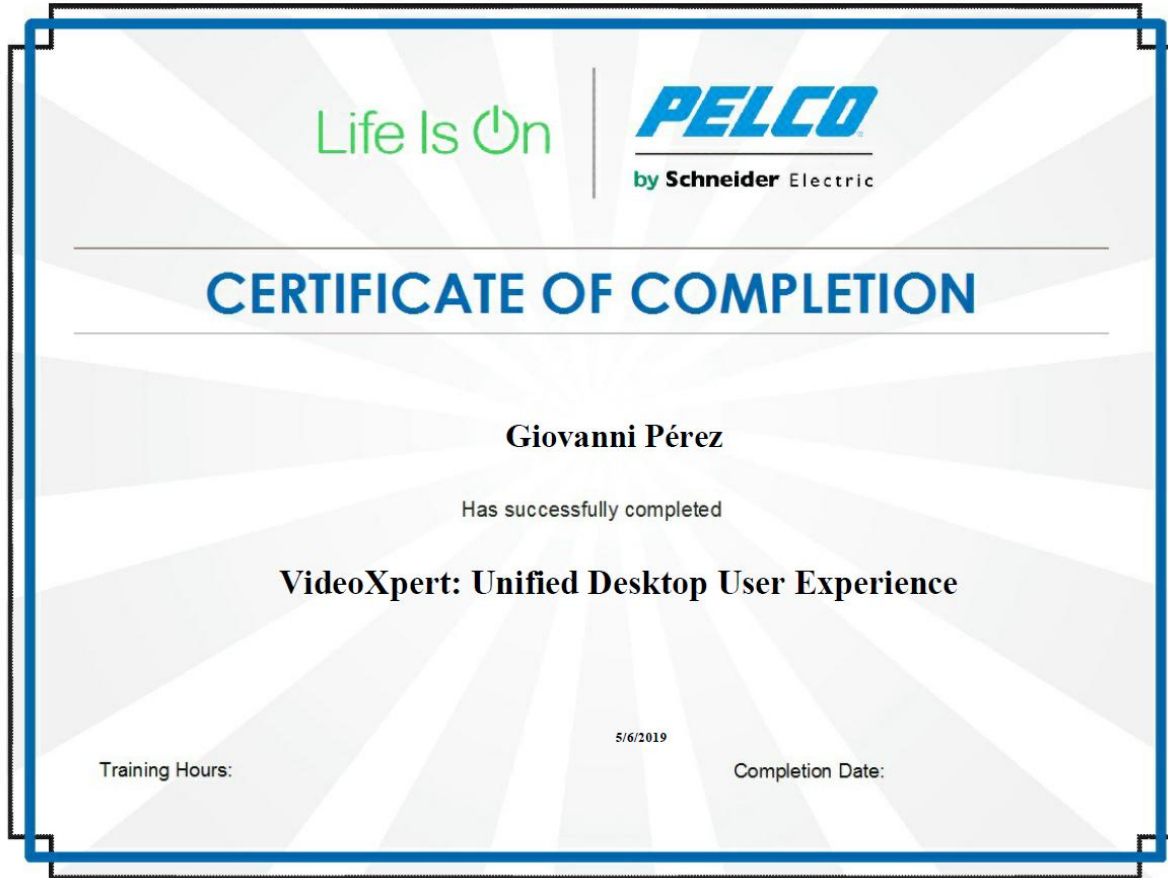 Life Is On
PELCO
by Schneider Electric
CERTIFICATE OF COMPLETION
Giovanni Pérez
Has successfully completed
VideoXpert: Unified Desktop User Experience
5/6/2019
Training Hours:
Completion Date: